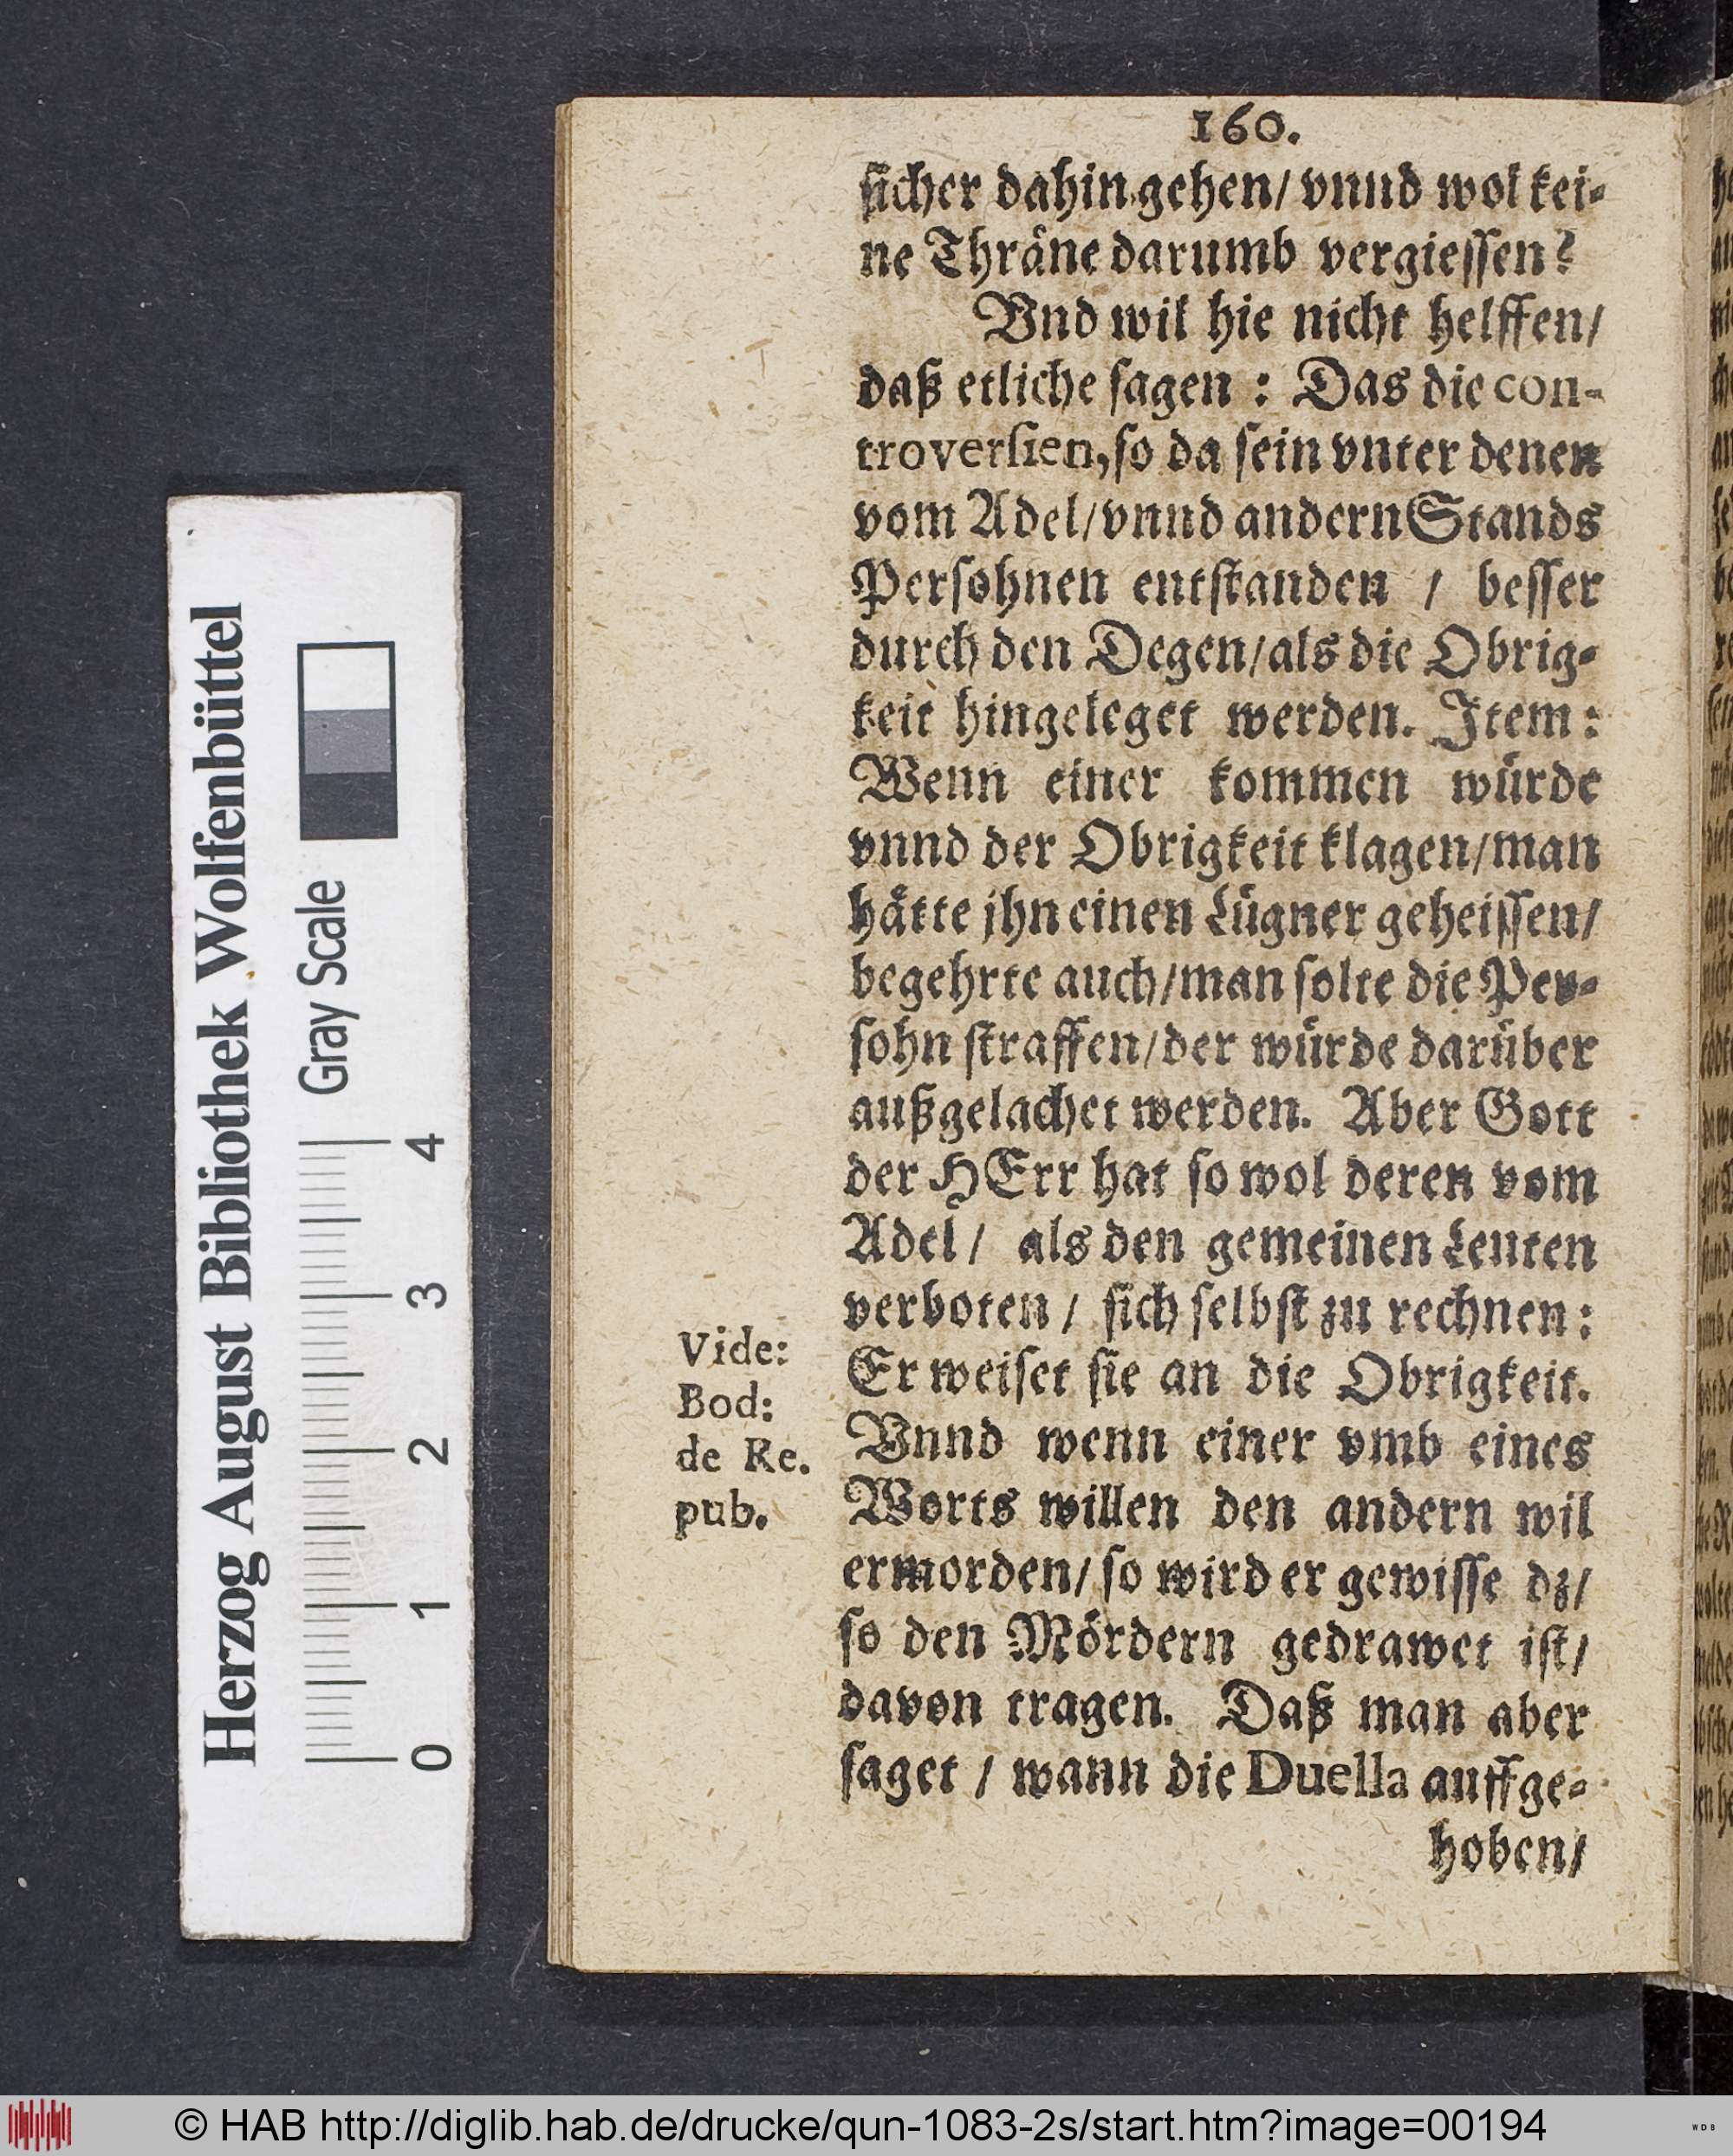 160.
sicher dahin gehen/ vnnd wol kei-
ne Thräne darumb vergiessen?
Vnd wil hie nicht helffen/
daß etliche sagen : Das die con-
troversien, so da sein vnter denen
vom Adel/ vnnd andern Stands
Persohnen entstanden / besser
durch den Degen/ als die Obrig-
keit hingeleget werden. Item:
Wenn einer kommen würde
vnnd der Obrigkeit klagen/ man
hätte jhn einen Lügner geheissen/
begehrte auch/ man solte die Per-
sohn straffen/ der würde darüber
außgelachet werden. Aber Gott
der HErr hat so wol deren vom
Adel/ als den gemeinen Leuten
verboten/ sich selbst zu rechnen:
Er weiset sie an die Obrigkeit.
Vnnd wenn einer vmb eines
Worts willen den andern wil
ermorden/ so wird er gewisse dz/
so den Mördern gedrawet ist/
davon tragen. Daß man aber
saget / wann die Duella auffge-
hoben/
Vide:
Bod:
de Re.
pub.
Herzog August Bibliothek Wolfenbüttel
Gray Scale
0 1 2 3 4
© HAB http://diglib.hab.de/drucke/qun-1083-2s/start.htm?image=00194
WDB